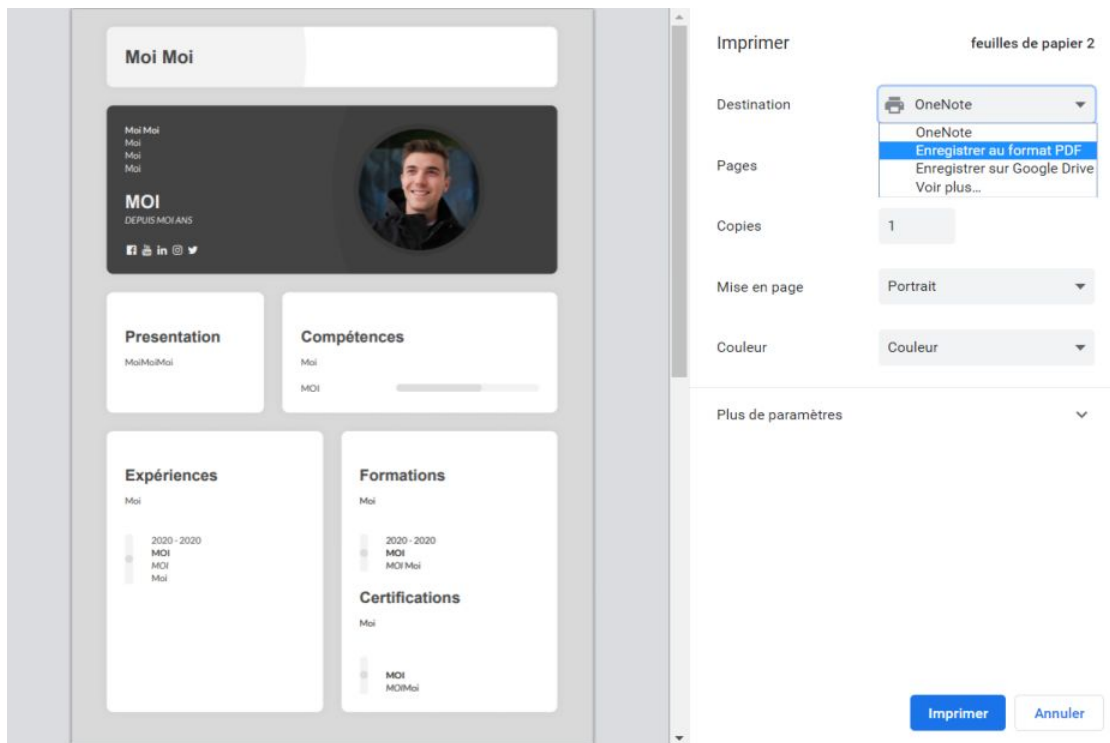 Moi Moi
Moi Moi
Moi
Moi
Moi
MOI
DEPUIS MOI ANS
Presentation
MoiMoiMoi
Compétences
Moi
MOI
Expériences
Moi
2020 - 2020
MOI
MOI
Moi
Formations
Moi
2020 - 2020
MOI
MOI Moi
Certifications
Moi
MOI
MOIMoi
Imprimer
feuilles de papier 2
Destination
OneNote
OneNote
Enregistrer au format PDF
Enregistrer sur Google Drive
Voir plus...
Pages
Copies
1
Mise en page
Portrait
Couleur
Couleur
Plus de paramètres
Imprimer
Annuler